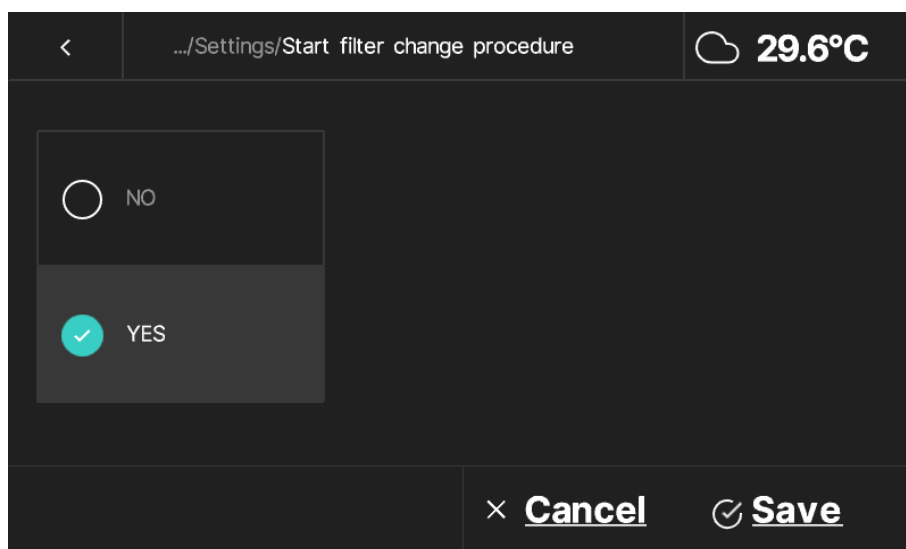 .../Settings/Start filter change procedure
29.6°C
NO
YES
Cancel
Save